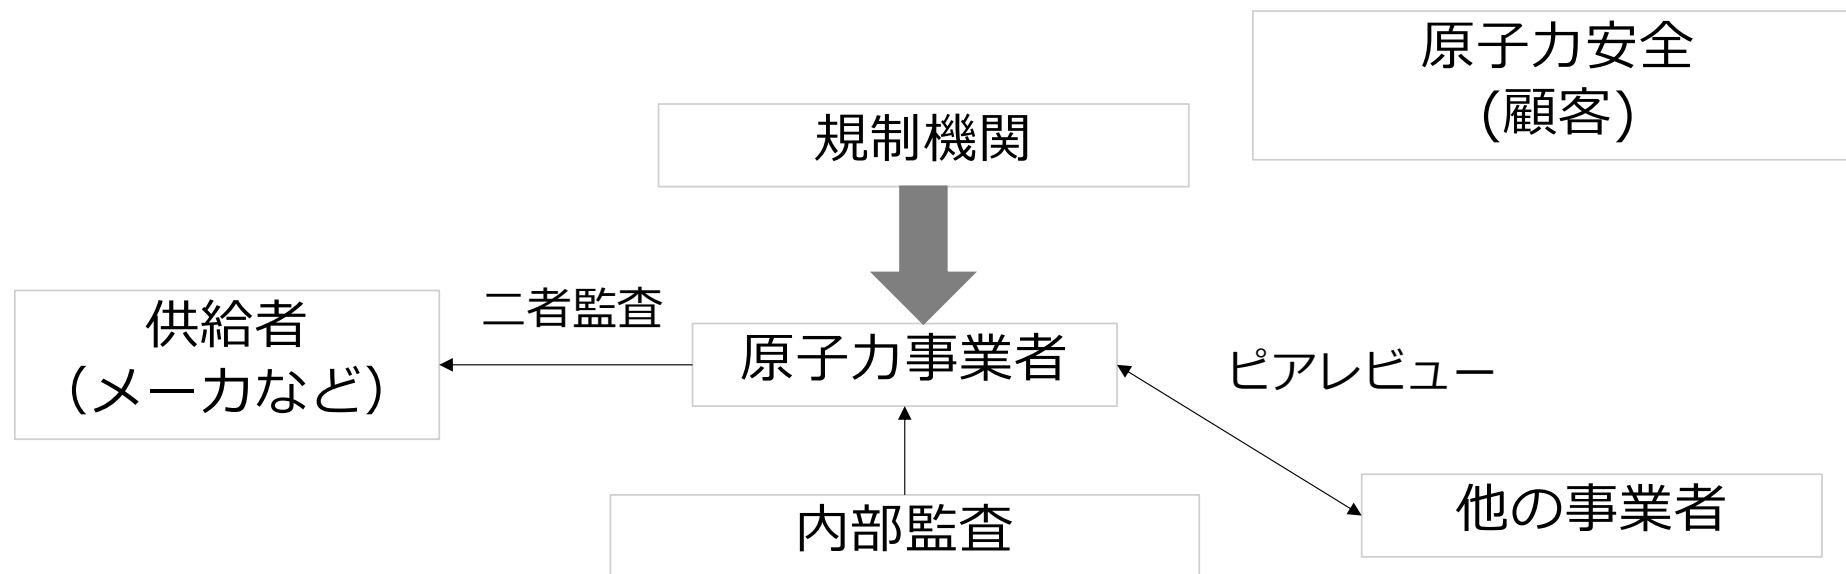 原子力安全
(顧客)
規制機関
供給者
（メーカなど）
二者監査
原子力事業者
ピアレビュー
内部監査
他の事業者